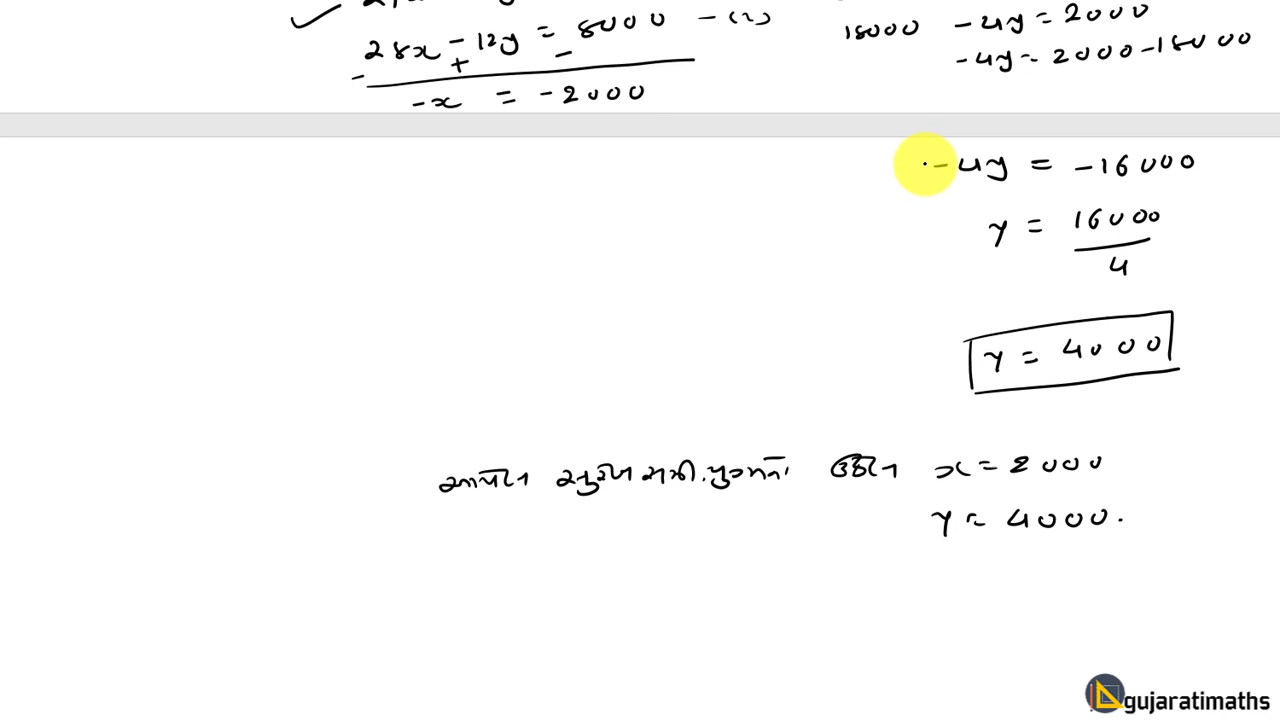 28x - 12y = 8000 - (2)
- + -
-x = -2000
18000 - 4y = 2000
-4y = 2000 - 18000
-4y = -16000
y = 16000
4
y = 4000
આપેલ સમીકરણ ઉકેલ x = 2000
y = 4000.
gujaratimaths